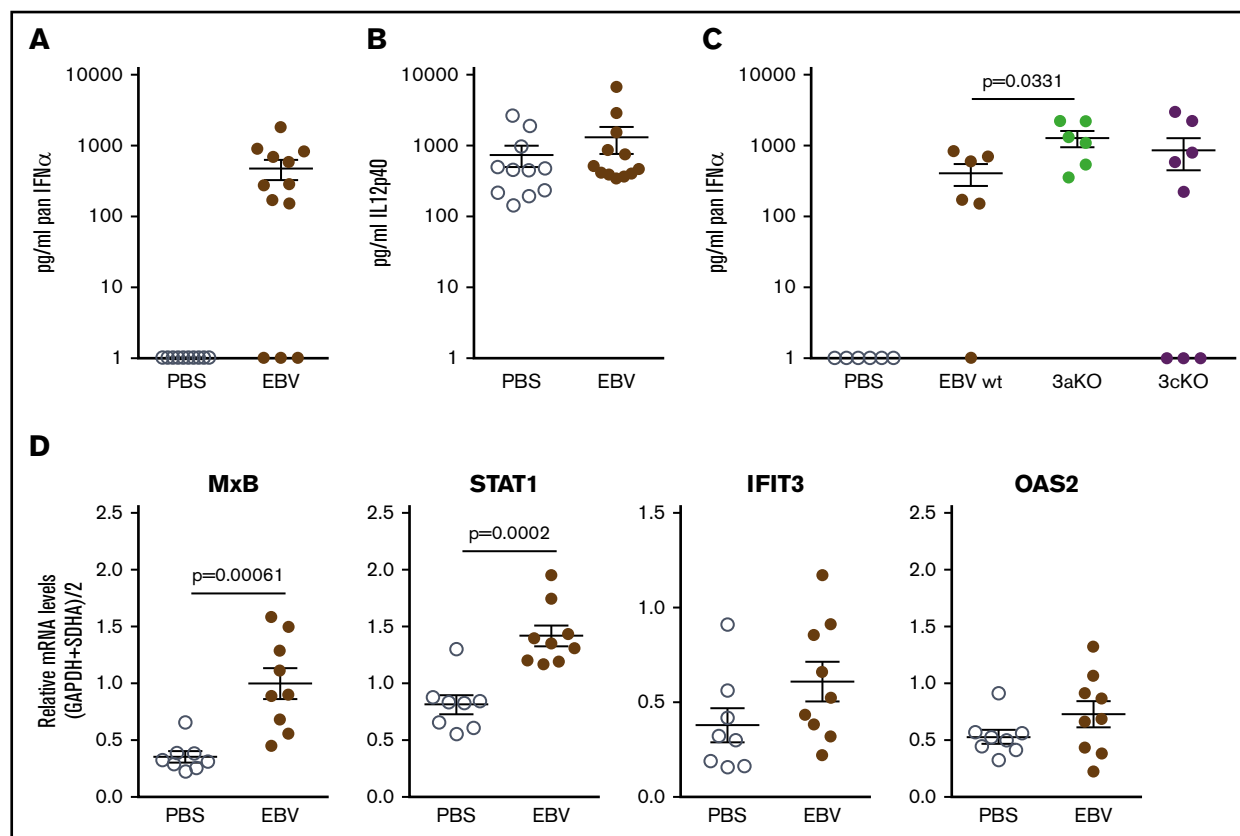 A
B
C
pg/ml pan IFNα
10000
1000
100
10
1
PBS
EBV
pg/ml IL12p40
10000
1000
100
10
1
PBS
EBV
pg/ml pan IFNα
10000
1000
100
10
1
p=0.0331
PBS
EBV wt
3aKO
3cKO
D
MxB
Relative mRNA levels
(GAPDH+SDHA)/2
2.5
2.0
1.5
1.0
0.5
0.0
p=0.00061
PBS
EBV
STAT1
2.5
2.0
1.5
1.0
0.5
0.0
p=0.0002
PBS
EBV
IFIT3
1.5
1.0
0.5
0.0
PBS
EBV
OAS2
2.5
2.0
1.5
1.0
0.5
0.0
PBS
EBV